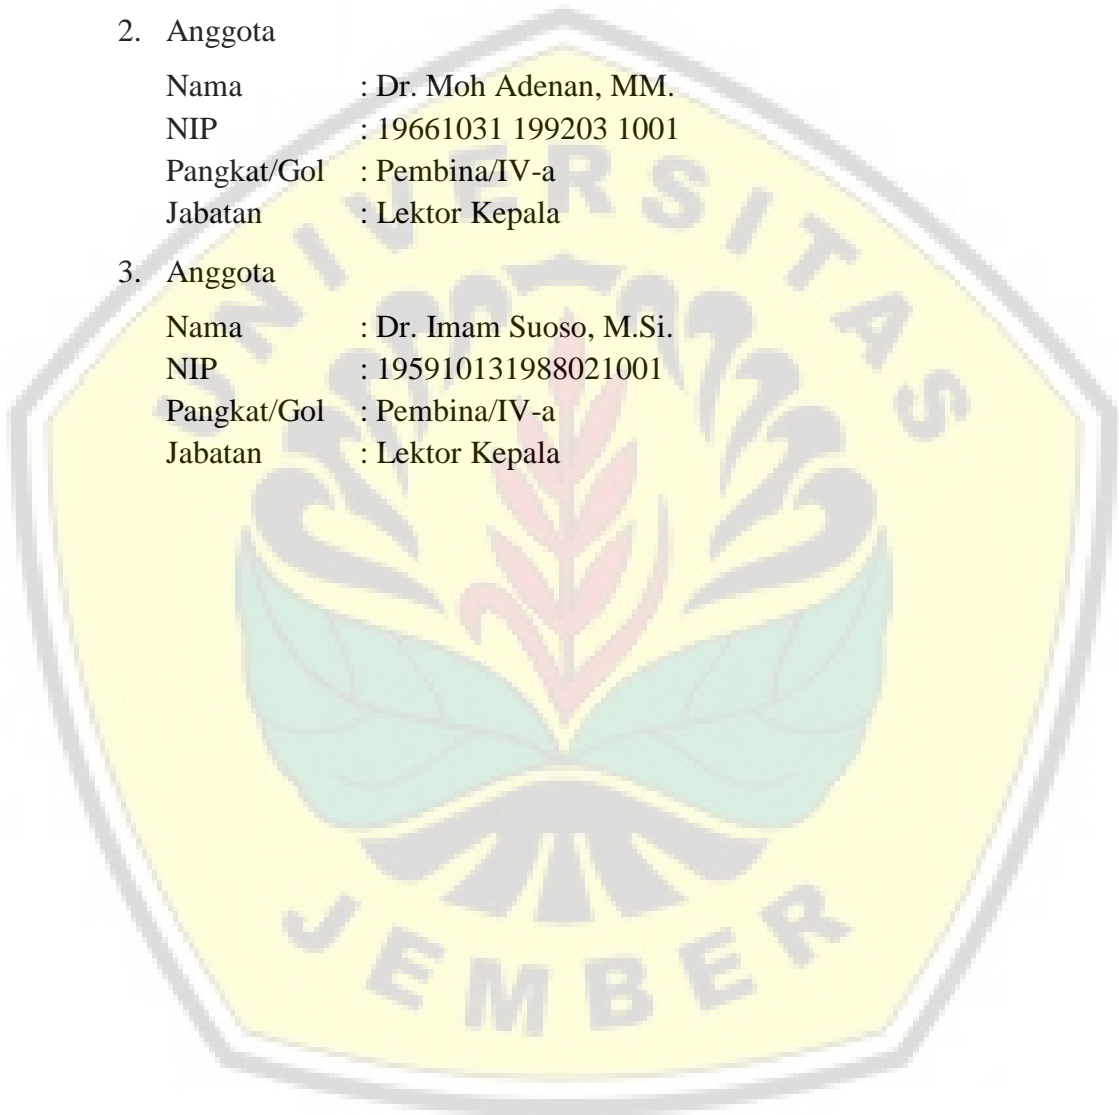 2. Anggota
Nama : Dr. Moh Adenan, MM.
NIP : 19661031 199203 1001
Pangkat/Gol : Pembina/IV-a
Jabatan : Lektor Kepala
3. Anggota
Nama : Dr. Imam Suoso, M.Si.
NIP : 195910131988021001
Pangkat/Gol : Pembina/IV-a
Jabatan : Lektor Kepala
UNIVERSITAS
JEMBER